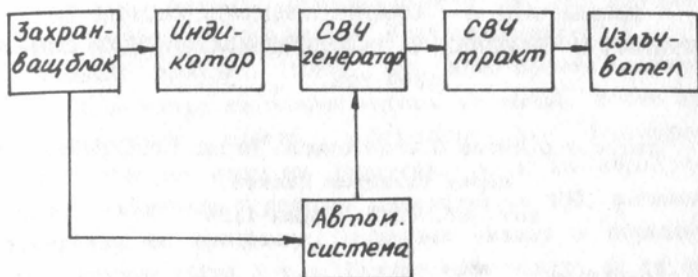 Захран-
ващ блок
Инди-
катор
СВЧ
генератор
СВЧ
тракт
Излъч-
вател
Автом.
система